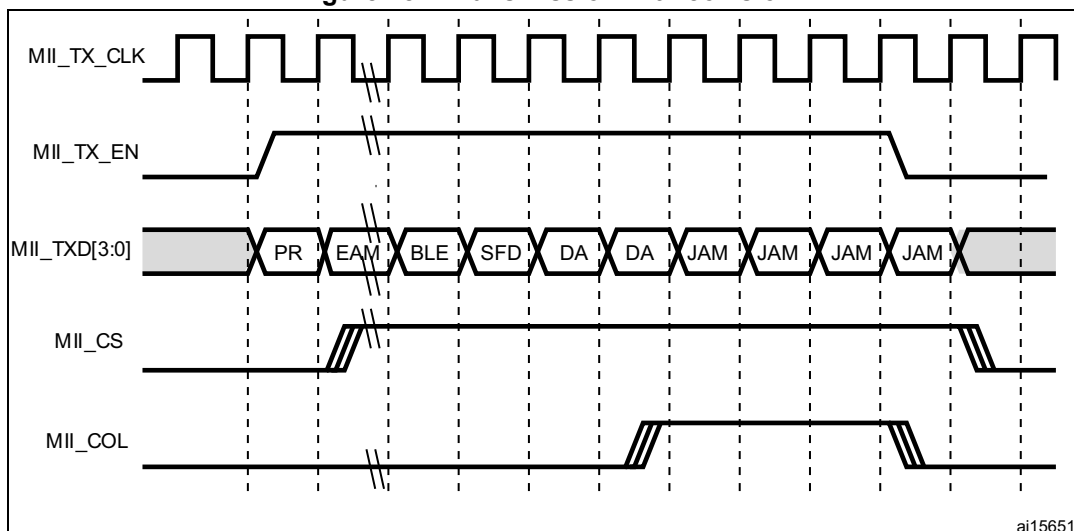 MII_TX_CLK
MII_TX_EN
MII_TXD[3:0] PR EAM BLE SFD DA DA JAM JAM JAM JAM
MII_CS
MII_COL
ai15651